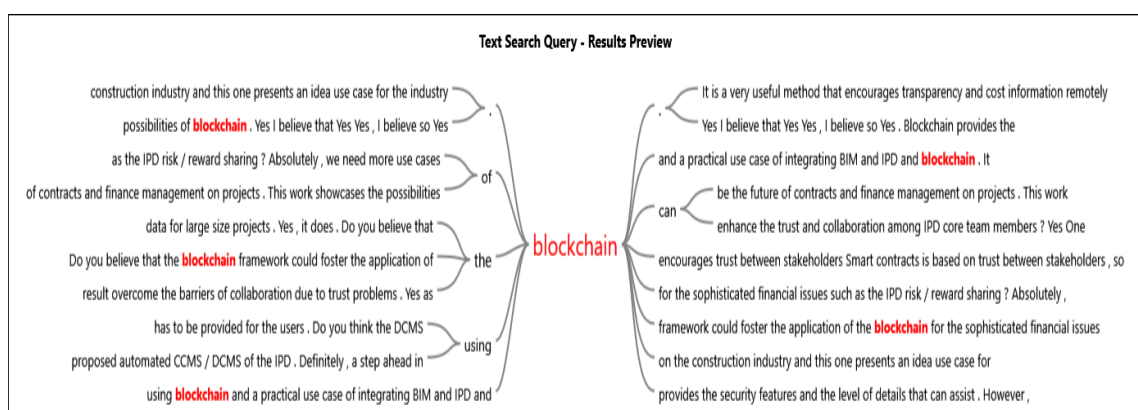 Text Search Query - Results Preview
construction industry and this one presents an idea use case for the industry
possibilities of blockchain . Yes I believe that Yes Yes , I believe so Yes
.
as the IPD risk / reward sharing ? Absolutely , we need more use cases
of contracts and finance management on projects . This work showcases the possibilities
of
data for large size projects . Yes , it does . Do you believe that
Do you believe that the blockchain framework could foster the application of
result overcome the barriers of collaboration due to trust problems . Yes as
the
has to be provided for the users . Do you think the DCMS
proposed automated CCMS / DCMS of the IPD . Definitely , a step ahead in
using
using blockchain and a practical use case of integrating BIM and IPD and
blockchain
.
It is a very useful method that encourages transparency and cost information remotely
Yes I believe that Yes Yes , I believe so Yes . Blockchain provides the
and a practical use case of integrating BIM and IPD and blockchain . It
can
be the future of contracts and finance management on projects . This work
enhance the trust and collaboration among IPD core team members ? Yes One
encourages trust between stakeholders Smart contracts is based on trust between stakeholders , so
for the sophisticated financial issues such as the IPD risk / reward sharing ? Absolutely ,
framework could foster the application of the blockchain for the sophisticated financial issues
on the construction industry and this one presents an idea use case for
provides the security features and the level of details that can assist . However ,